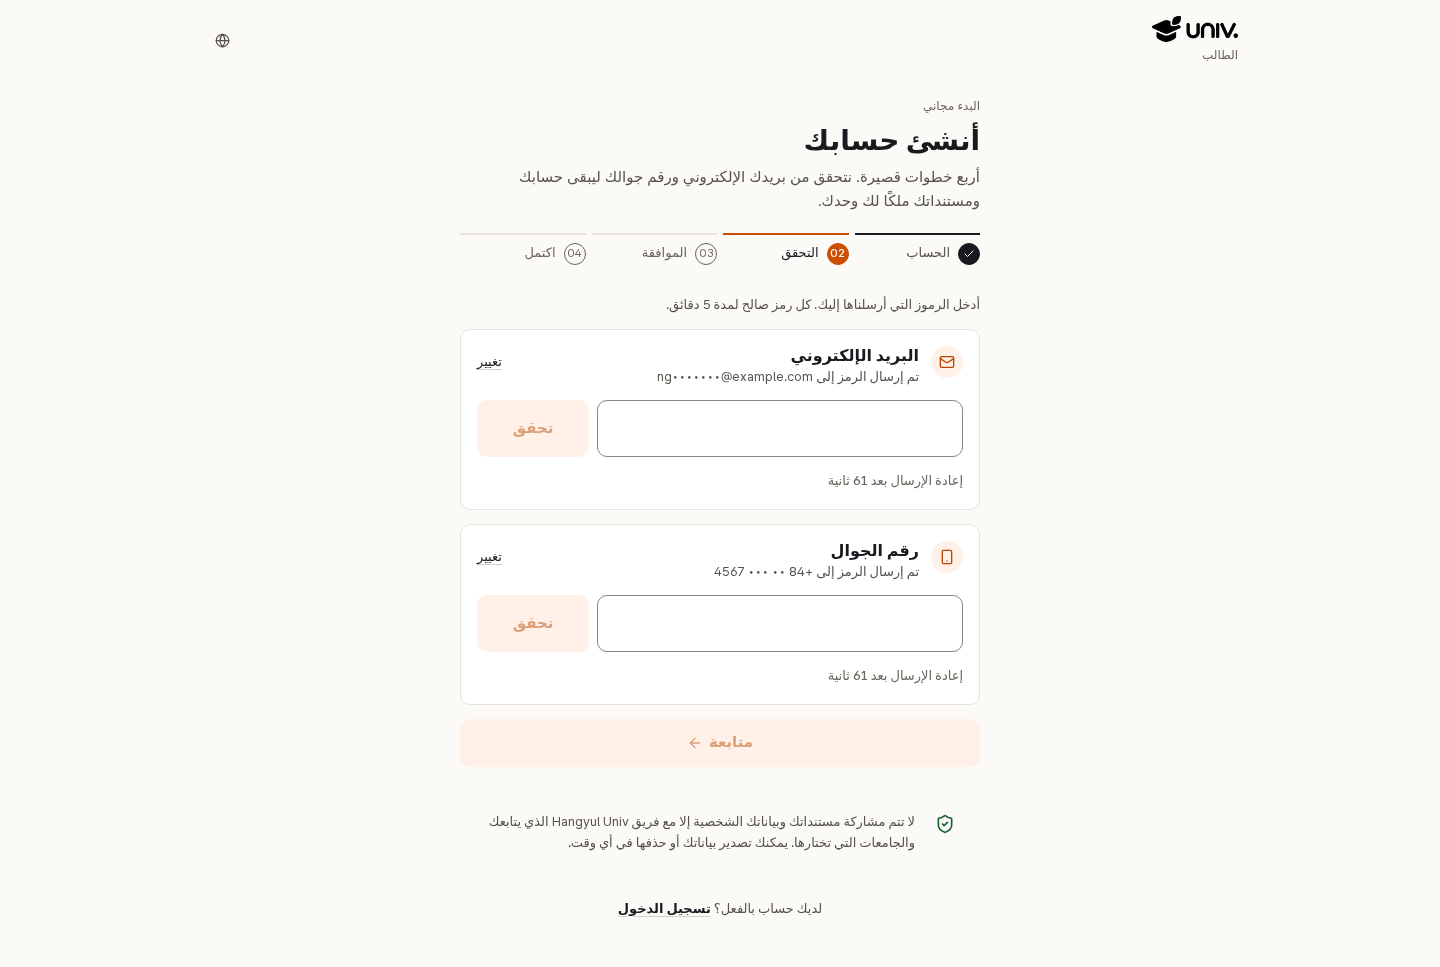 UNIV.
الطالب
البدء مجاني
أنشئ حسابك
أربع خطوات قصيرة. نتحقق من بريدك الإلكتروني ورقم جوالك ليبقى حسابك
ومستنداتك ملكًا لك وحدك.
الحساب
02 التحقق
03 الموافقة
04 اكتمل
أدخل الرموز التي أرسلناها إليك. كل رمز صالح لمدة 5 دقائق.
البريد الإلكتروني
تغيير
تم إرسال الرمز إلى ng•••••••@example.com
تحقق
إعادة الإرسال بعد 61 ثانية
رقم الجوال
تغيير
تم إرسال الرمز إلى +84 •• ••• 4567
تحقق
إعادة الإرسال بعد 61 ثانية
متابعة ←
لا تتم مشاركة مستنداتك وبياناتك الشخصية إلا مع فريق Hangyul Univ الذي يتابعك
والجامعات التي تختارها. يمكنك تصدير بياناتك أو حذفها في أي وقت.
لديك حساب بالفعل؟ تسجيل الدخول